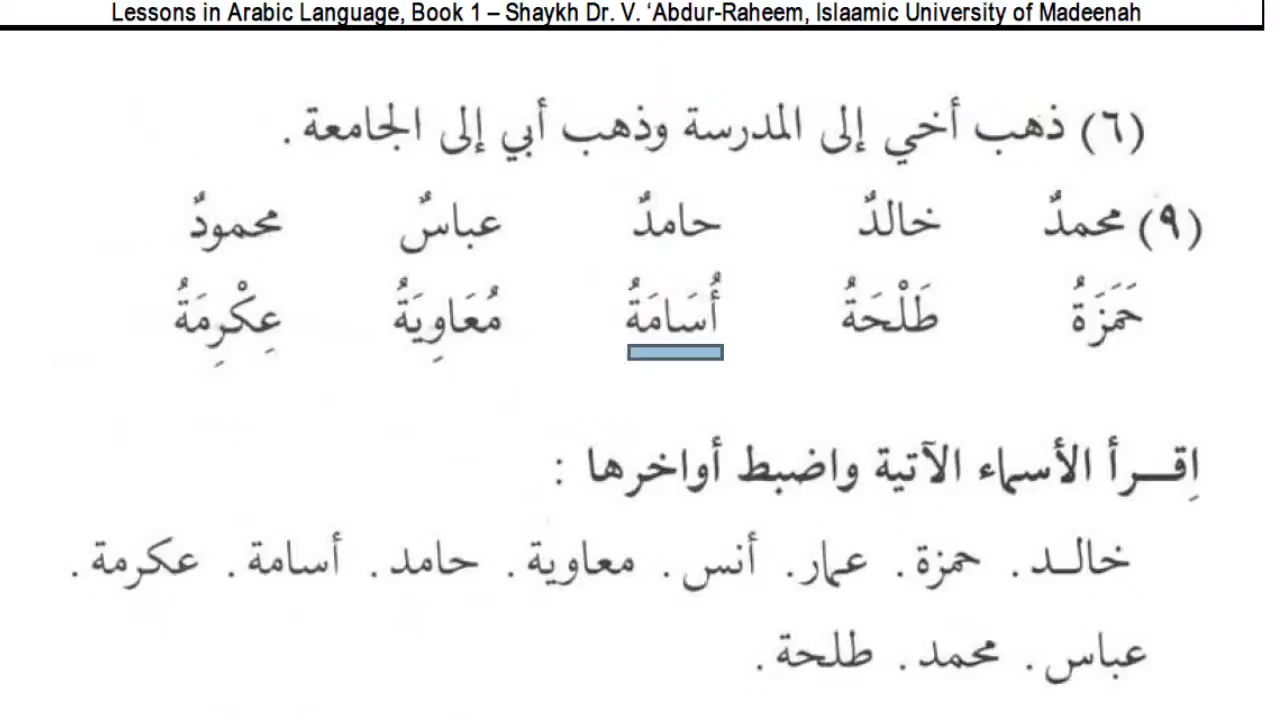 Lessons in Arabic Language, Book 1 – Shaykh Dr. V. ‘Abdur-Raheem, Islaamic University of Madeenah
(٦) ذهب أخي إلى المدرسة وذهب أبي إلى الجامعة .
(٩) محمدٌ خالدٌ حامدٌ عباسٌ محمودٌ
حَمَزَةُ طَلْحَةُ أُسَامَةُ مُعَاوِيَةُ عِكْرِمَةُ
اِقــرأ الأسماء الآتية واضبط أواخرها :
خالـد . حمزة . عمار . أنس . معاوية . حامد . أسامة . عكرمة .
عباس . محمد . طلحة .